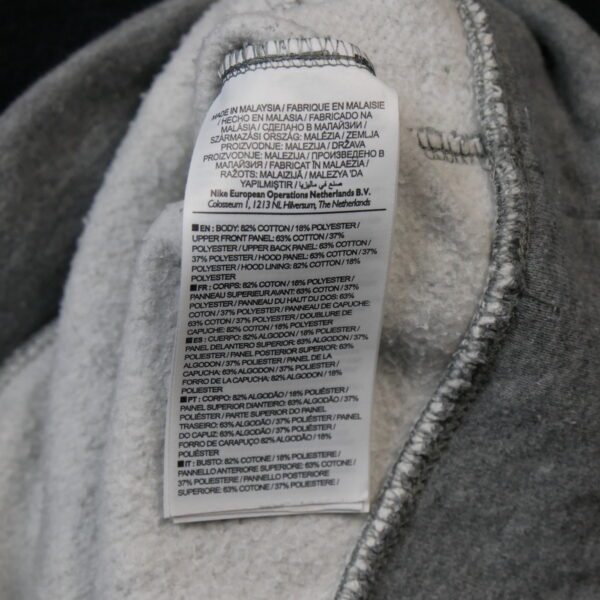 MADE IN MALAYSIA / FABRIQUE EN MALAISIE
/ HECHO EN MALASIA / FABRICADO NA
MALÁSIA / СДЕЛАНО В МАЛАЙЗИИ /
SZÁRMAZÁSI ORSZÁG: MALÉZIA / ZEMLJA
PROIZVODNJE: MALEZIJA / DRŽAVA
PROIZVODNJE: MALEZIJA / ПРОИЗВЕДЕНО В
МАЛАЙЗИЯ / FABRICAT ÎN MALAEZIA /
RAŽOTS: MALAIZIJĀ / MALEZYA 'DA
YAPILMIŞTIR / صنع في ماليزيا
Nike European Operations Netherlands B.V.
Colosseum 1, 1213 NL Hilversum, The Netherlands
EN: BODY: 82% COTTON / 18% POLYESTER /
UPPER FRONT PANEL: 63% COTTON / 37%
POLYESTER / UPPER BACK PANEL: 63% COTTON /
37% POLYESTER / HOOD PANEL: 63% COTTON / 37%
POLYESTER / HOOD LINING: 82% COTTON / 18%
POLYESTER
FR: CORPS: 82% COTON / 18% POLYESTER /
PANNEAU SUPERIEUR AVANT: 63% COTON / 37%
POLYESTER / PANNEAU DU HAUT DU DOS: 63%
COTON / 37% POLYESTER / PANNEAU DE CAPUCHE:
63% COTON / 37% POLYESTER / DOUBLURE DE
CAPUCHE: 82% COTON / 18% POLYESTER
ES: CUERPO: 82% ALGODÓN / 18% POLIÉSTER /
PANEL DELANTERO SUPERIOR: 63% ALGODÓN / 37%
POLIÉSTER / PANEL POSTERIOR SUPERIOR: 63%
ALGODÓN / 37% POLIÉSTER / PANEL DE LA
CAPUCHA: 63% ALGODÓN / 37% POLIÉSTER /
FORRO DE LA CAPUCHA: 82% ALGODÓN / 18%
POLIÉSTER
PT: CORPO: 82% ALGODÃO / 18% POLIÉSTER /
PAINEL SUPERIOR DIANTEIRO: 63% ALGODÃO / 37%
POLIÉSTER / PARTE SUPERIOR DO PAINEL
TRASEIRO: 63% ALGODÃO / 37% POLIÉSTER / PAINEL
DO CAPUZ: 63% ALGODÃO / 37% POLIÉSTER /
FORRO DE CARAPUÇO 82% ALGODÃO / 18%
POLIÉSTER
IT: BUSTO: 82% COTONE / 18% POLIESTERE /
PANNELLO ANTERIORE SUPERIORE: 63% COTONE /
37% POLIESTERE / PANNELLO POSTERIORE
SUPERIORE: 63% COTONE / 37% POLIESTERE /